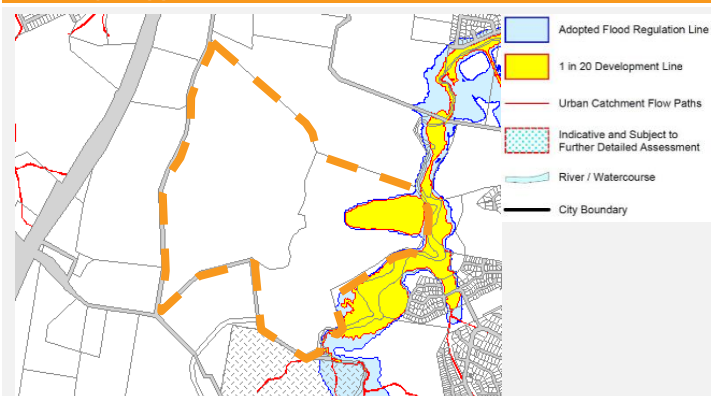 Adopted Flood Regulation Line
1 in 20 Development Line
Urban Catchment Flow Paths
Indicative and Subject to
Further Detailed Assessment
River / Watercourse
City Boundary